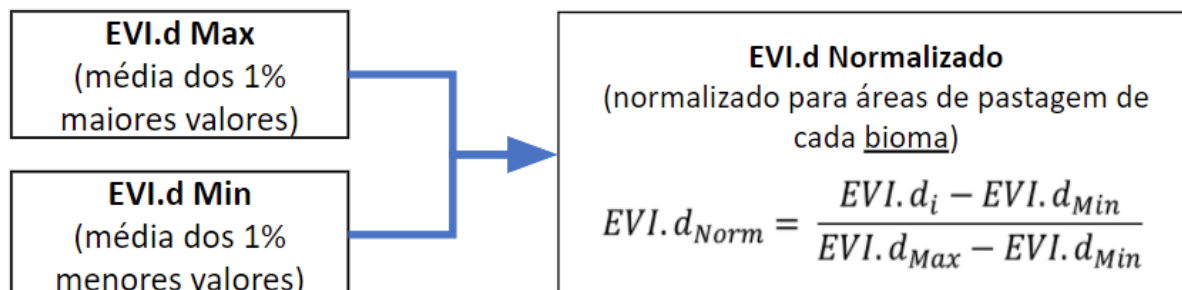 EVI.d Max
(média dos 1%
maiores valores)
EVI.d Min
(média dos 1%
menores valores)
EVI.d Normalizado
(normalizado para áreas de pastagem de
cada bioma)
EVI.d_Norm = (EVI.d_i − EVI.d_Min) / (EVI.d_Max − EVI.d_Min)